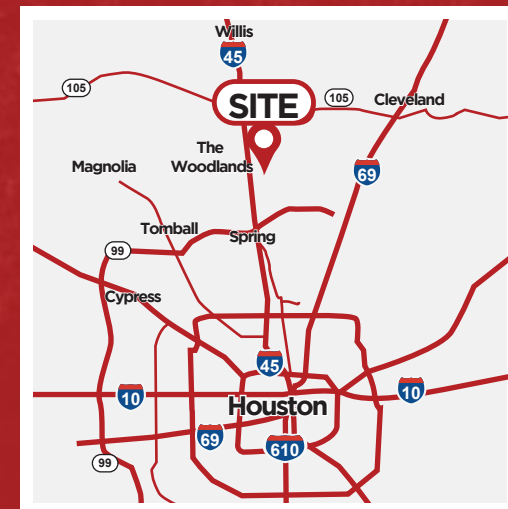 Willis
45
105
SITE
105
Cleveland
The
Woodlands
Magnolia
69
Tomball
Spring
99
Cypress
45
10
10
Houston
69
610
99